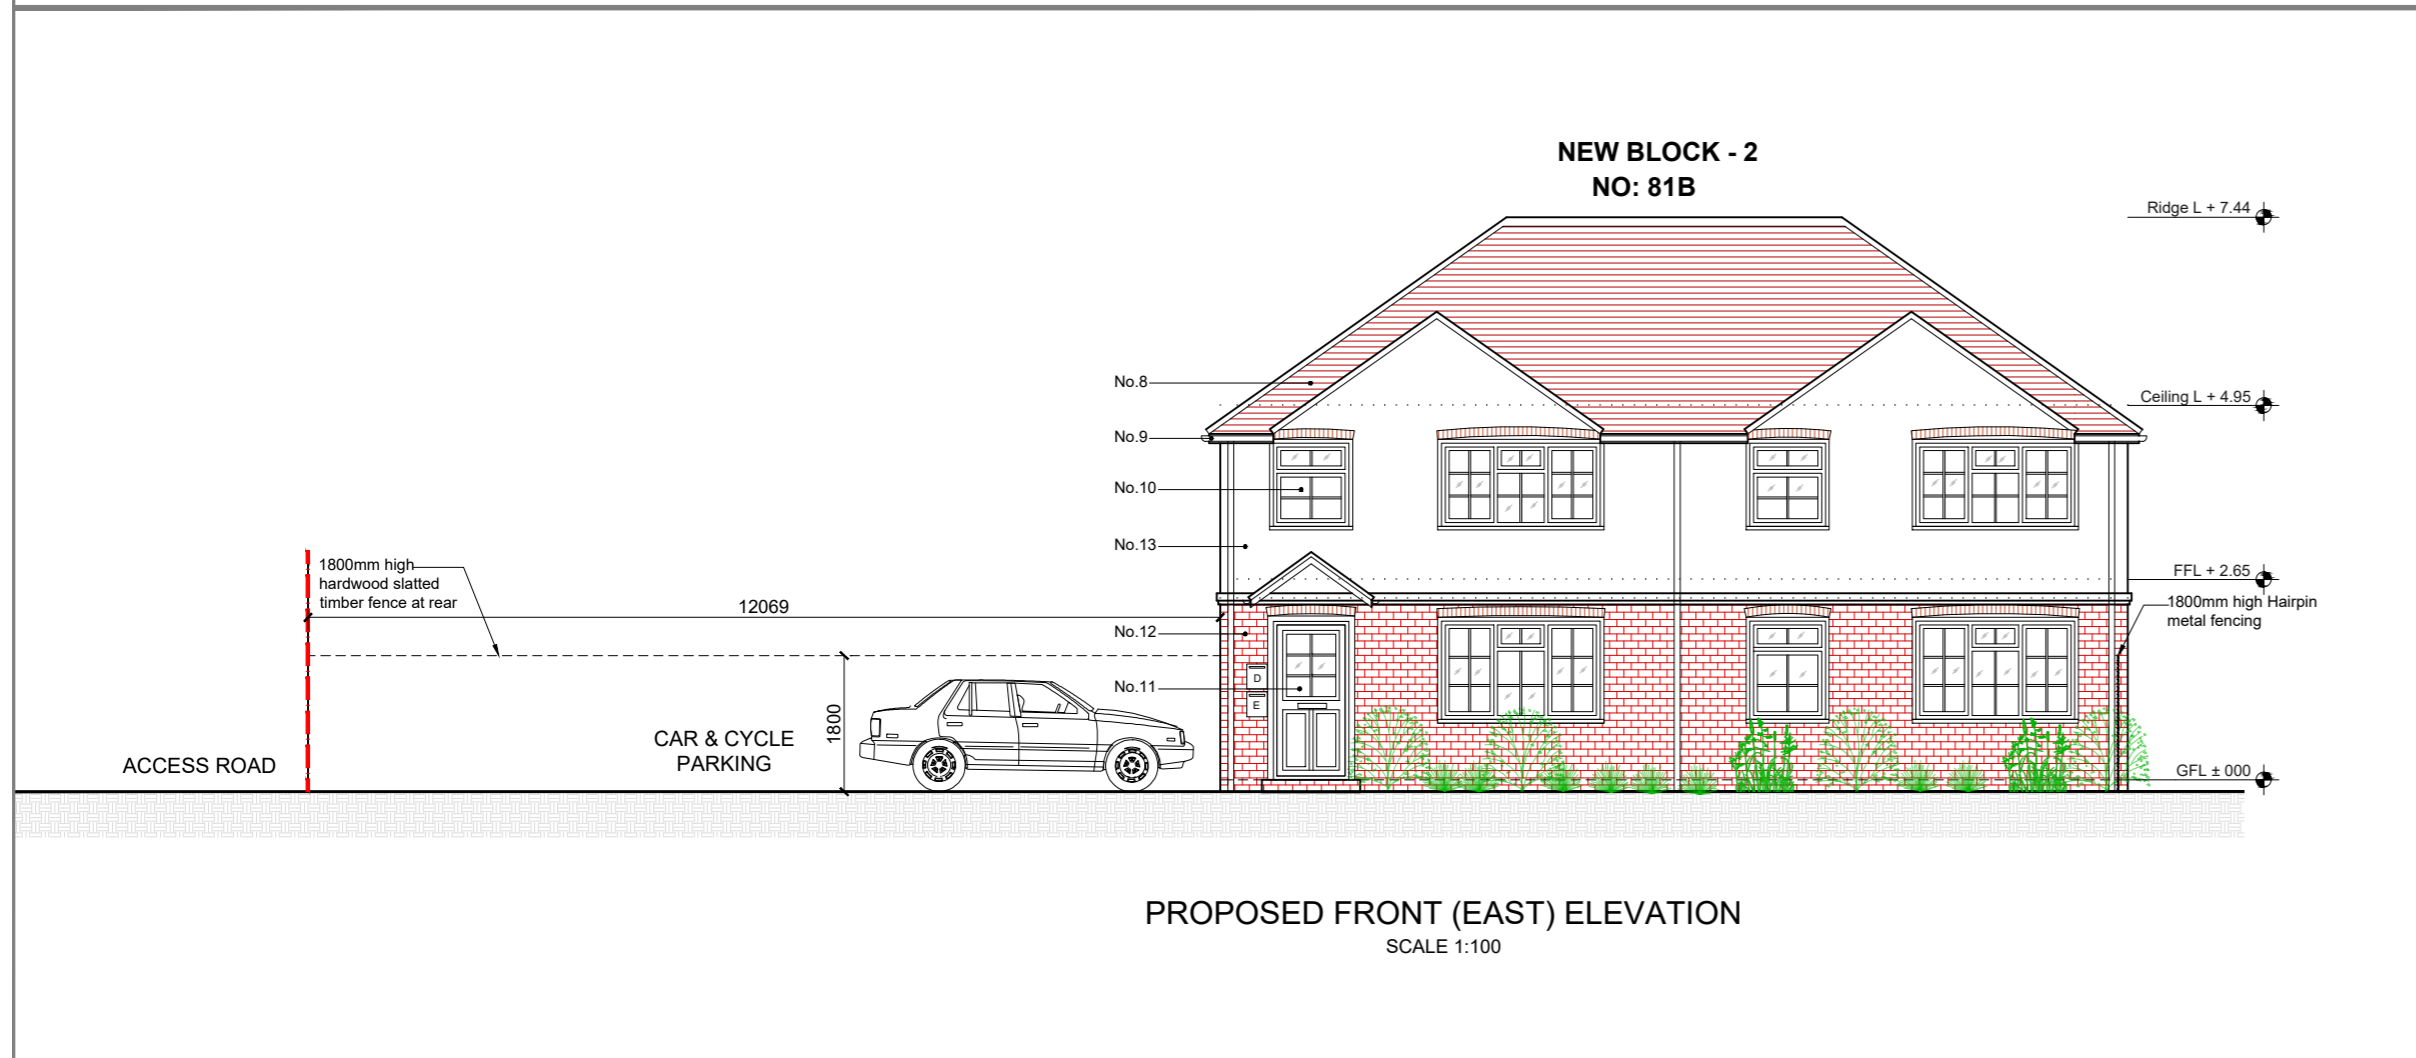 NEW BLOCK - 2
NO: 81B
Ridge L + 7.44
No.8
Ceiling L + 4.95
No.9
No.10
No.13
1800mm high
hardwood slatted
timber fence at rear
FFL + 2.65
12069
1800mm high Hairpin
metal fencing
No.12
D
No.11
E
1800
CAR & CYCLE
PARKING
ACCESS ROAD
GFL ± 000
PROPOSED FRONT (EAST) ELEVATION
SCALE 1:100